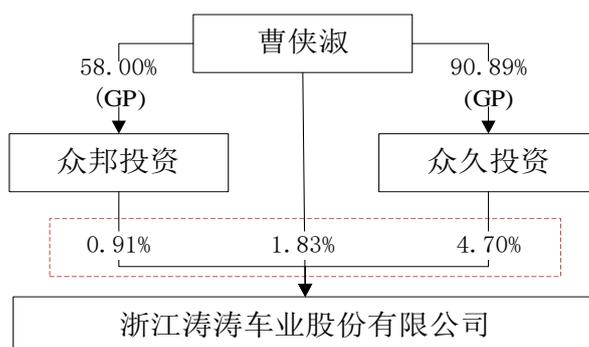 曹侠淑
58.00%
90.89%
（GP)
(GP)
众邦投资
众久投资
0.91%
1.83%
4.70%
浙江涛涛车业股份有限公司